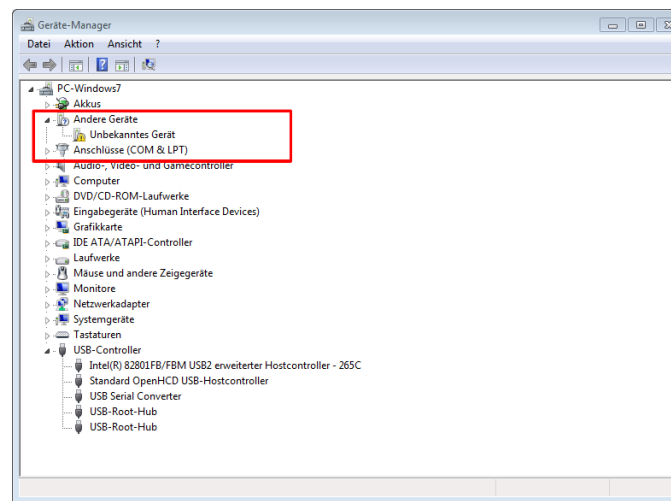 Geräte-Manager
Datei Aktion Ansicht ?
PC-Windows7
Akkus
Andere Geräte
Unbekanntes Gerät
Anschlüsse (COM & LPT)
Audio-, Video- und Gamecontroller
Computer
DVD/CD-ROM-Laufwerke
Eingabegeräte (Human Interface Devices)
Grafikkarte
IDE ATA/ATAPI-Controller
Laufwerke
Mäuse und andere Zeigegeräte
Monitore
Netzwerkadapter
Systemgeräte
Tastaturen
USB-Controller
Intel(R) 82801FB/FBM USB2 erweiterter Hostcontroller - 265C
Standard OpenHCD USB-Hostcontroller
USB Serial Converter
USB-Root-Hub
USB-Root-Hub